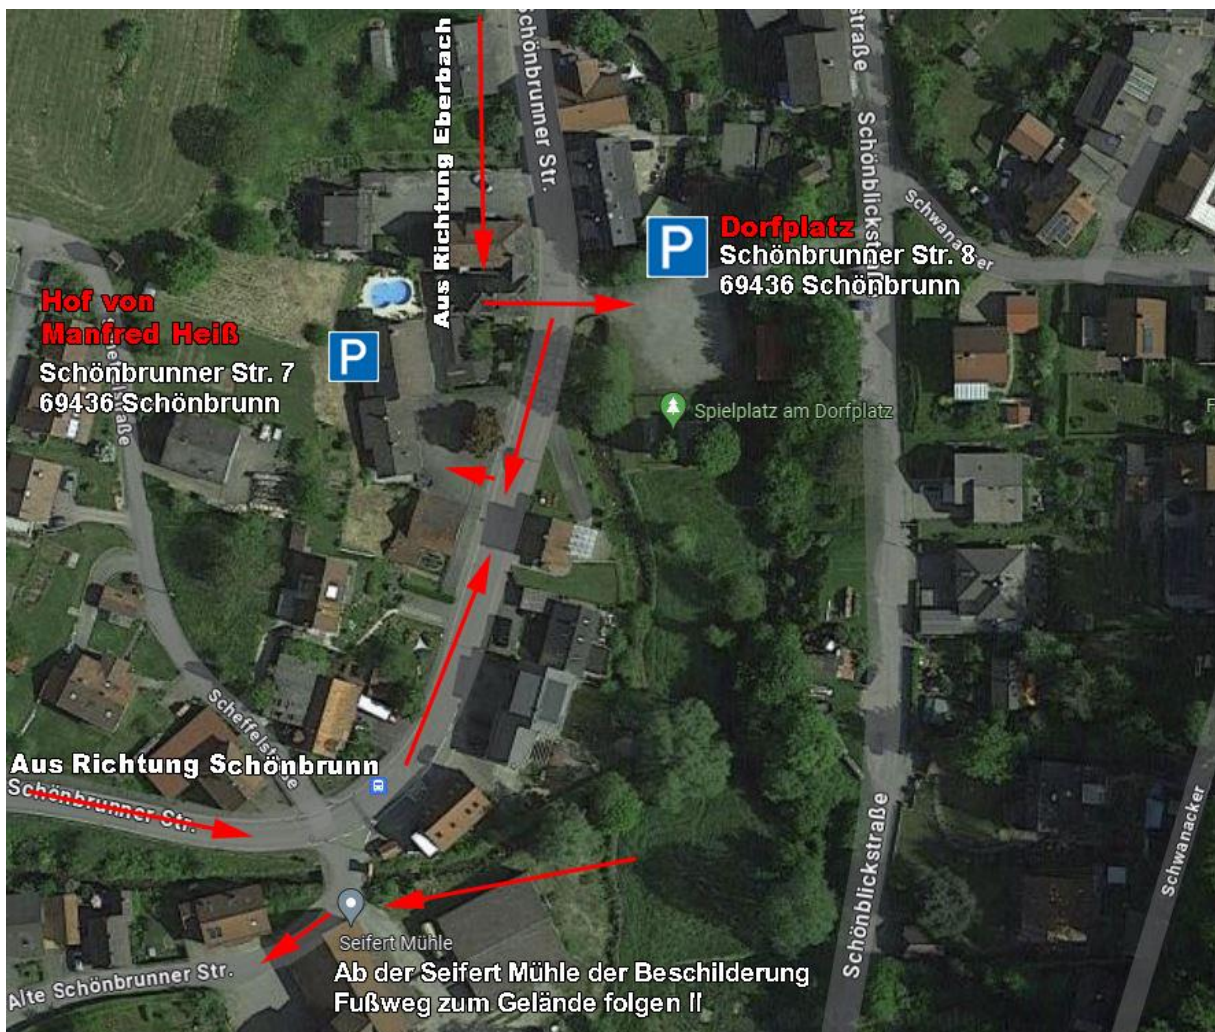 Aus Richtung Eberbach
Schönbrunner Str.
straße
Schönblickstraße
Schwanacker
P
Dorfplatz
Schönbrunner Str. 8
69436 Schönbrunn
Hof von
Manfred Heiß
Schönbrunner Str. 7
69436 Schönbrunn
P
Spielplatz am Dorfplatz
F
Scheffelstraße
Aus Richtung Schönbrunn
Schönbrunner Str.
Schönblickstraße
Schwanacker
Seifert Mühle
Ab der Seifert Mühle der Beschilderung
Fußweg zum Gelände folgen !!
Alte Schönbrunner Str.